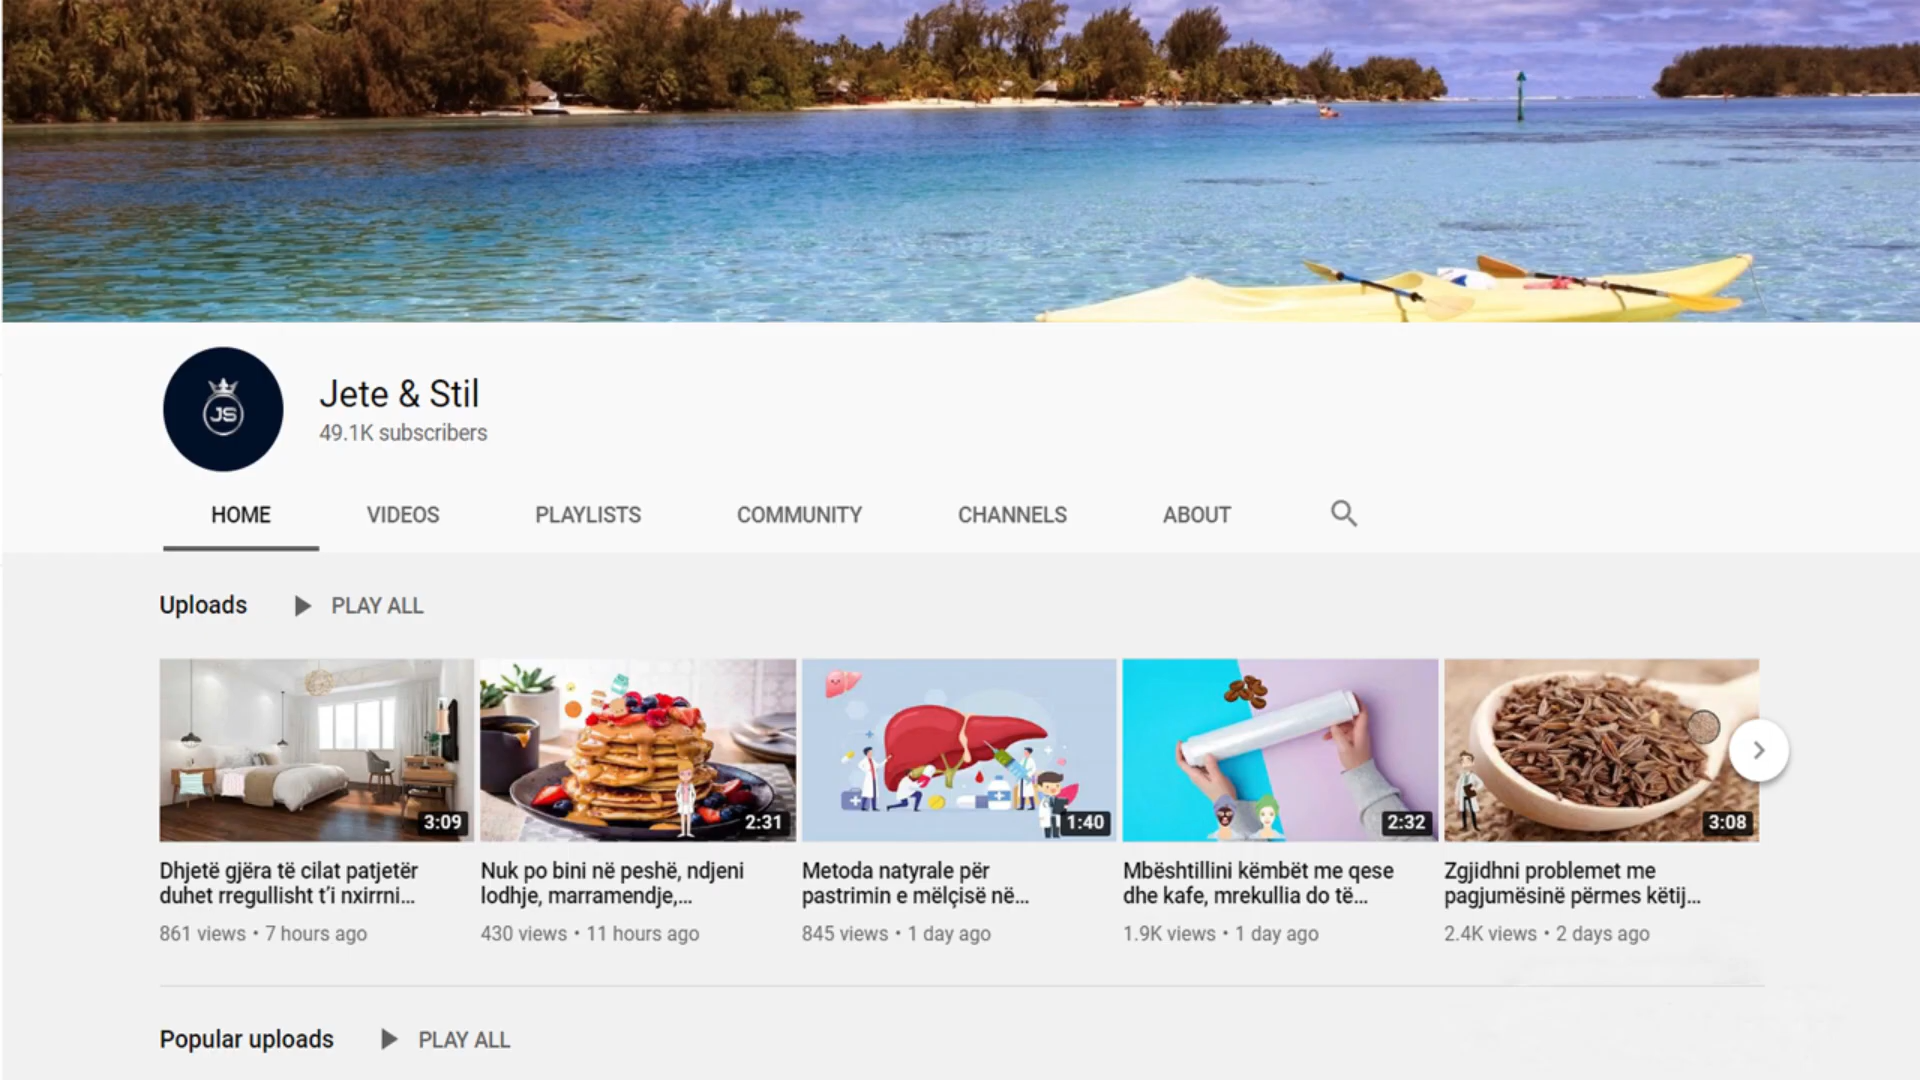 JS
Jete & Stil
49.1K subscribers
HOME VIDEOS PLAYLISTS COMMUNITY CHANNELS ABOUT
Uploads PLAY ALL
3:09 2:31 1:40 2:32 3:08
Dhjetë gjëra të cilat patjetër
duhet rregullisht t’i nxirrni...
861 views • 7 hours ago
Nuk po bini në peshë, ndjeni
lodhje, marramendje,...
430 views • 11 hours ago
Metoda natyrale për
pastrimin e mëlçisë në...
845 views • 1 day ago
Mbështillini këmbët me qese
dhe kafe, mrekullia do të...
1.9K views • 1 day ago
Zgjidhni problemet me
pagjumësinë përmes këtij...
2.4K views • 2 days ago
Popular uploads PLAY ALL